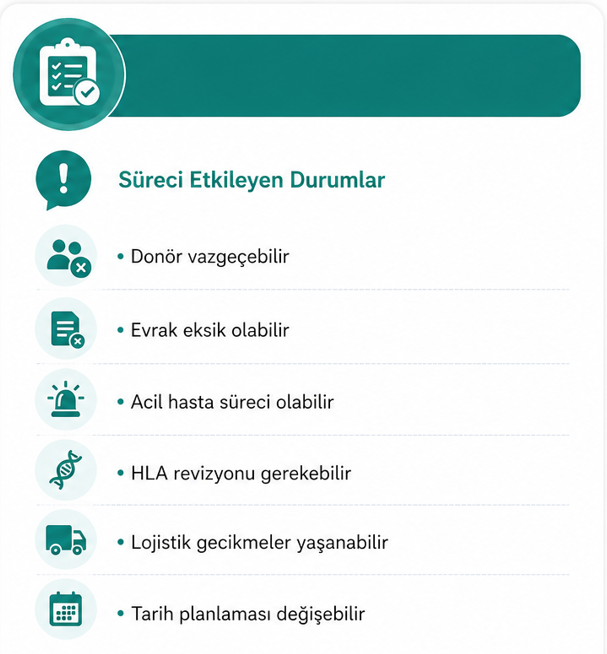 Süreci Etkileyen Durumlar
• Donör vazgeçebilir
• Evrak eksik olabilir
• Acil hasta süreci olabilir
• HLA revizyonu gerekebilir
• Lojistik gecikmeler yaşanabilir
• Tarih planlaması değişebilir